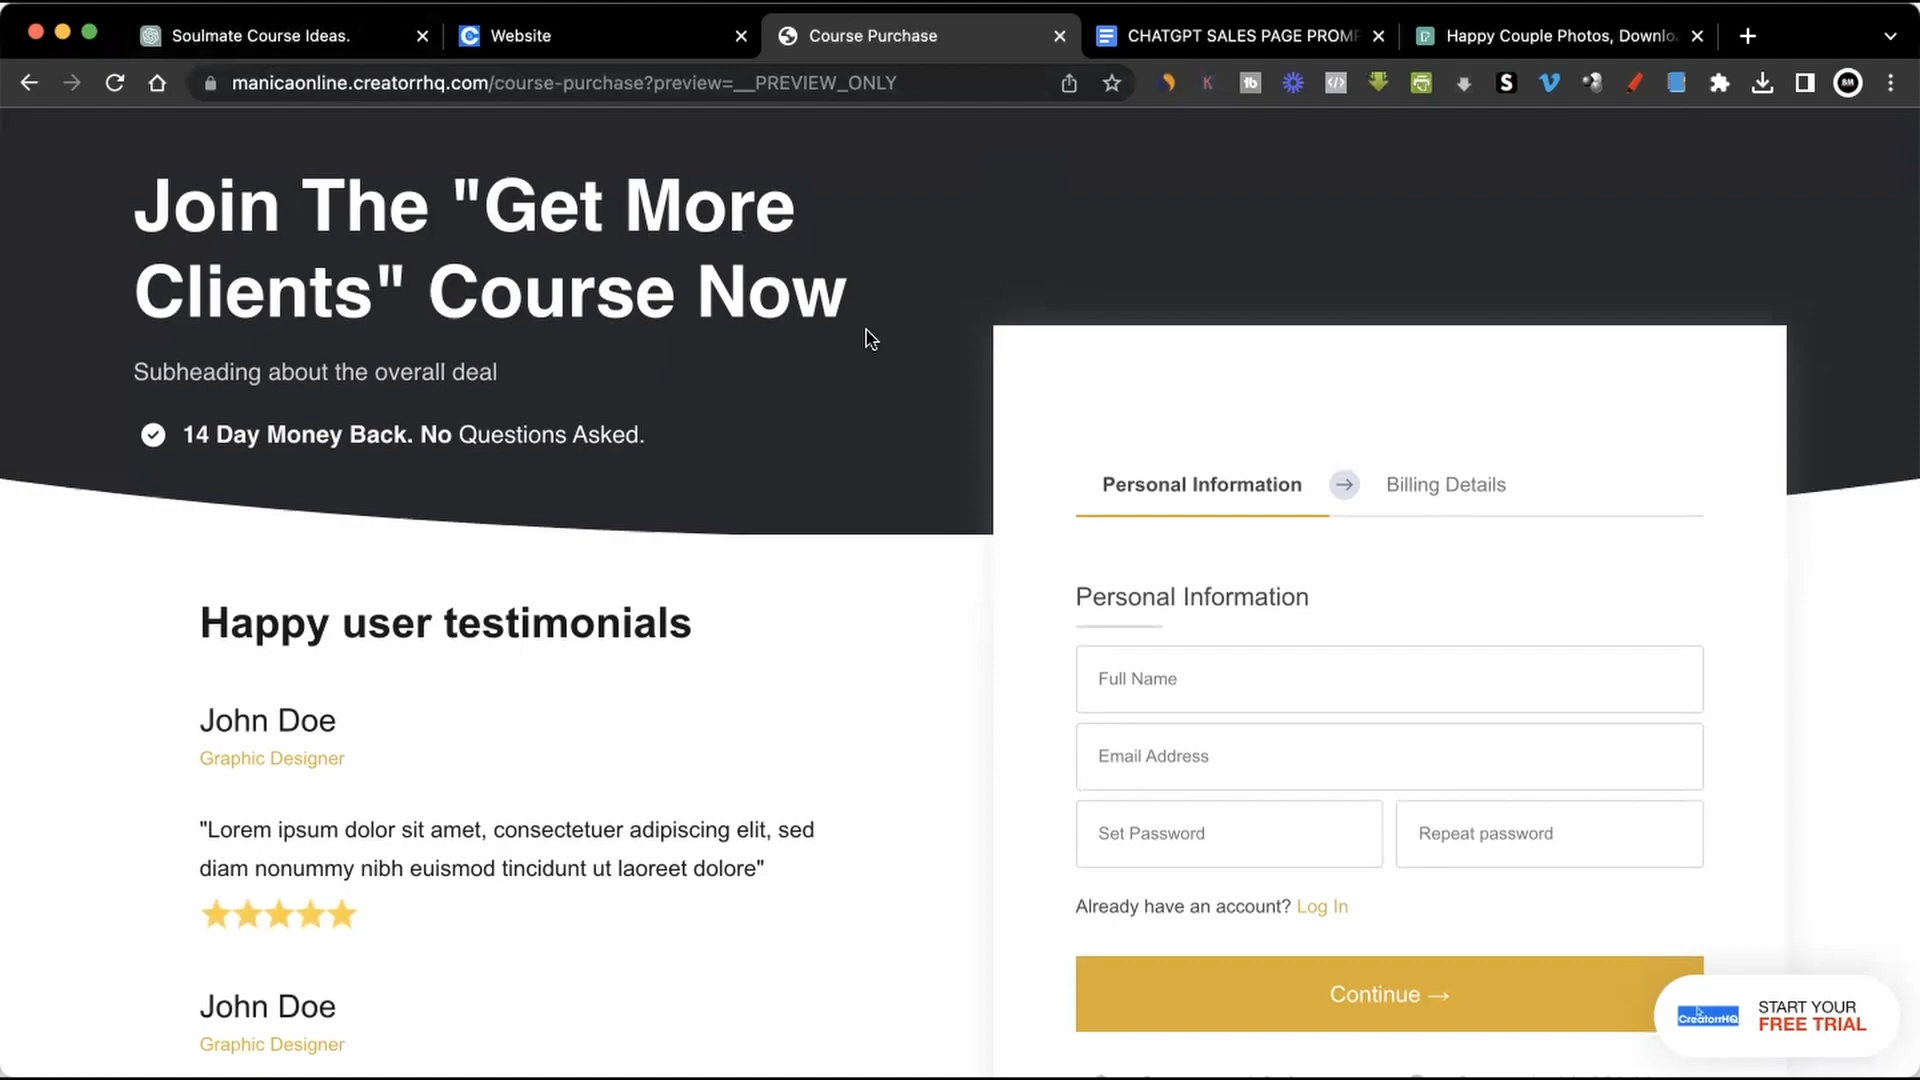 Soulmate Course Ideas.
Website
Course Purchase
CHATGPT SALES PAGE PROM
Happy Couple Photos, Downlo
manicaonline.creatorrhq.com/course-purchase?preview=__PREVIEW_ONLY
Join The "Get More
Clients" Course Now
Subheading about the overall deal
14 Day Money Back. No Questions Asked.
Personal Information
Billing Details
Happy user testimonials
John Doe
Graphic Designer
"Lorem ipsum dolor sit amet, consectetuer adipiscing elit, sed
diam nonummy nibh euismod tincidunt ut laoreet dolore"
John Doe
Graphic Designer
Personal Information
Full Name
Email Address
Set Password
Repeat password
Already have an account? Log In
Continue →
CreatorrHQ
START YOUR
FREE TRIAL